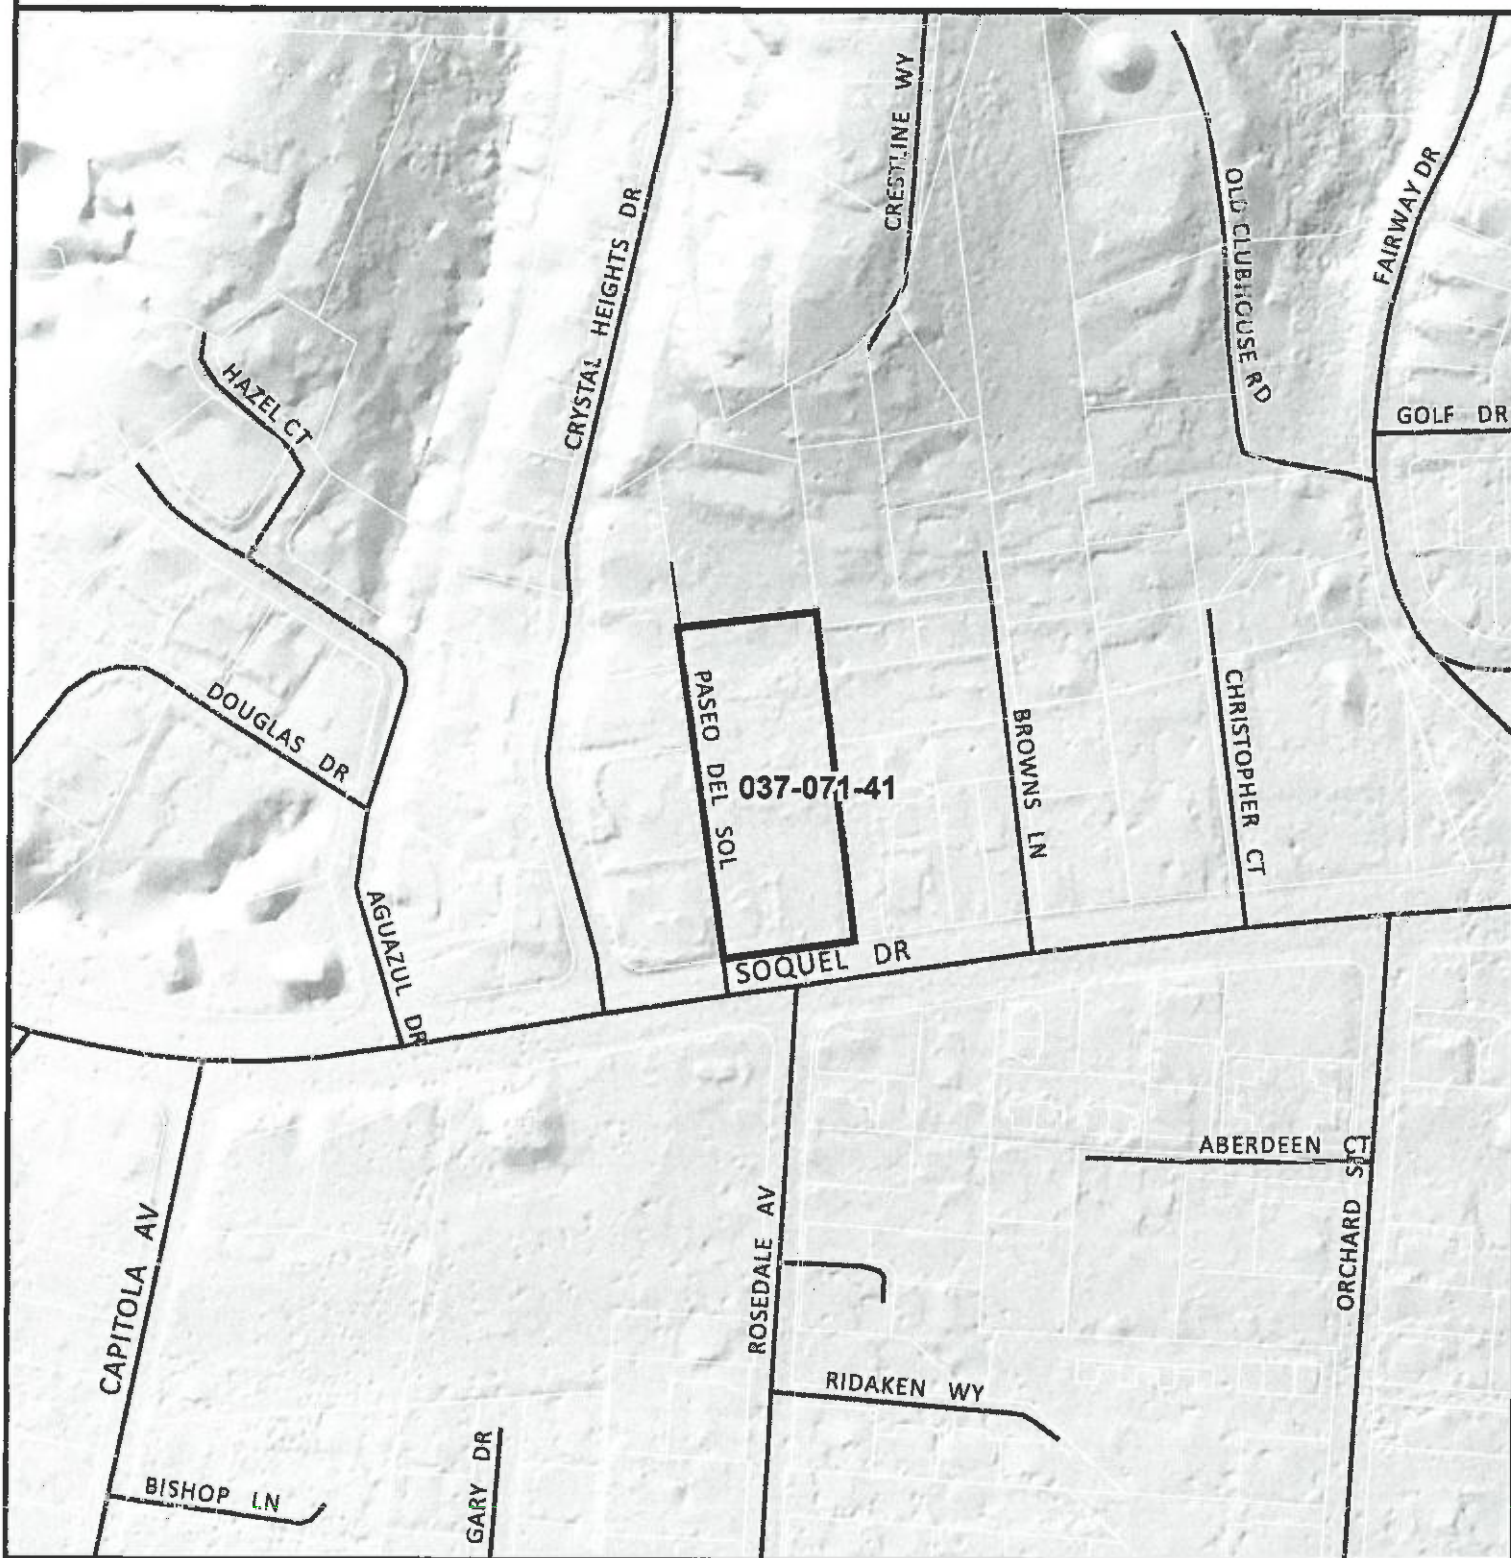 CRESTLINE WY
OLD CLUBHOUSE RD
FAIRWAY DR
CRYSTAL HEIGHTS DR
HAZEL CT
GOLF DR
DOUGLAS DR
PASEO DEL SOL
037-071-41
BROWNS LN
CHRISTOPHER CT
AGUAZUL DR
SOQUEL DR
ABERDEEN CT
ORCHARD ST
CAPITOLA AV
ROSEDALE AV
RIDAKEN WY
BISHOP LN
GARY DR